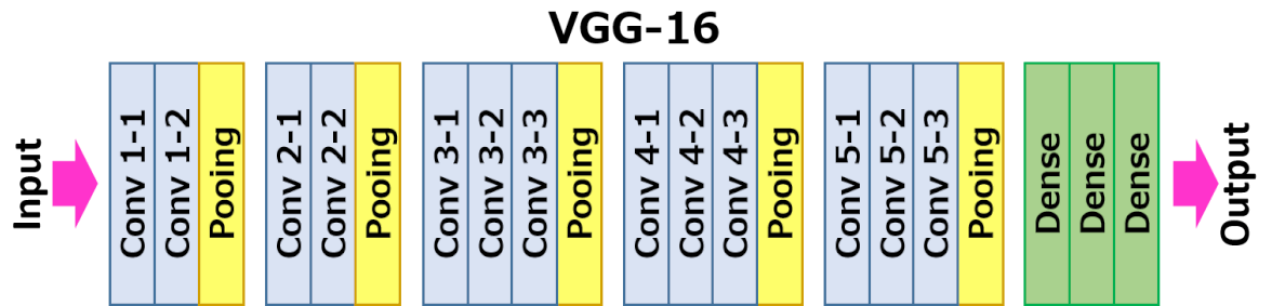 VGG-16
Input
Conv 1-1
Conv 1-2
Pooing
Conv 2-1
Conv 2-2
Pooing
Conv 3-1
Conv 3-2
Conv 3-3
Pooing
Conv 4-1
Conv 4-2
Conv 4-3
Pooing
Conv 5-1
Conv 5-2
Conv 5-3
Pooing
Dense
Dense
Dense
Output